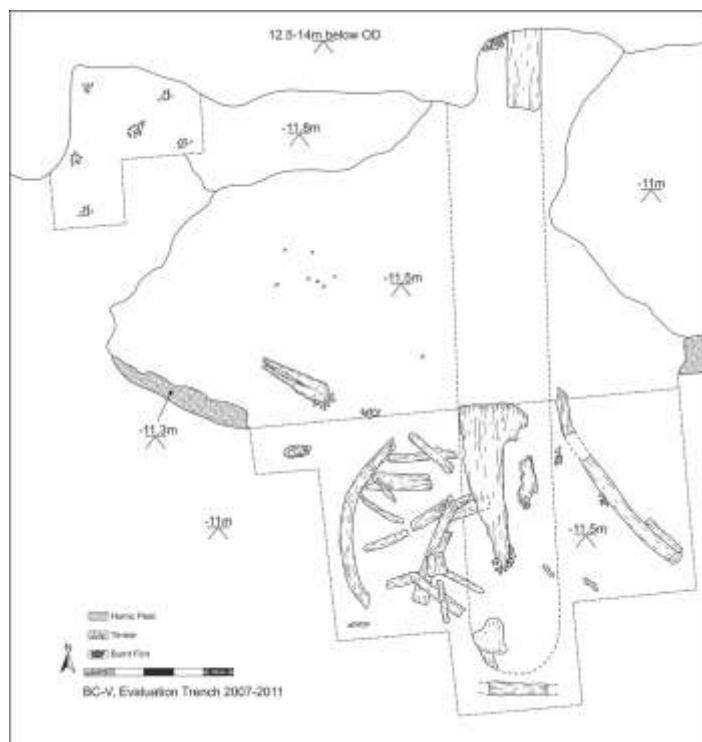 12.5-14m below OD
-11.8m
-11m
-11.5m
-11.3m
-11m
-11.5m
Humic Peat
Timber
Burnt Flint
N
BC-V, Evaluation Trench 2007-2011